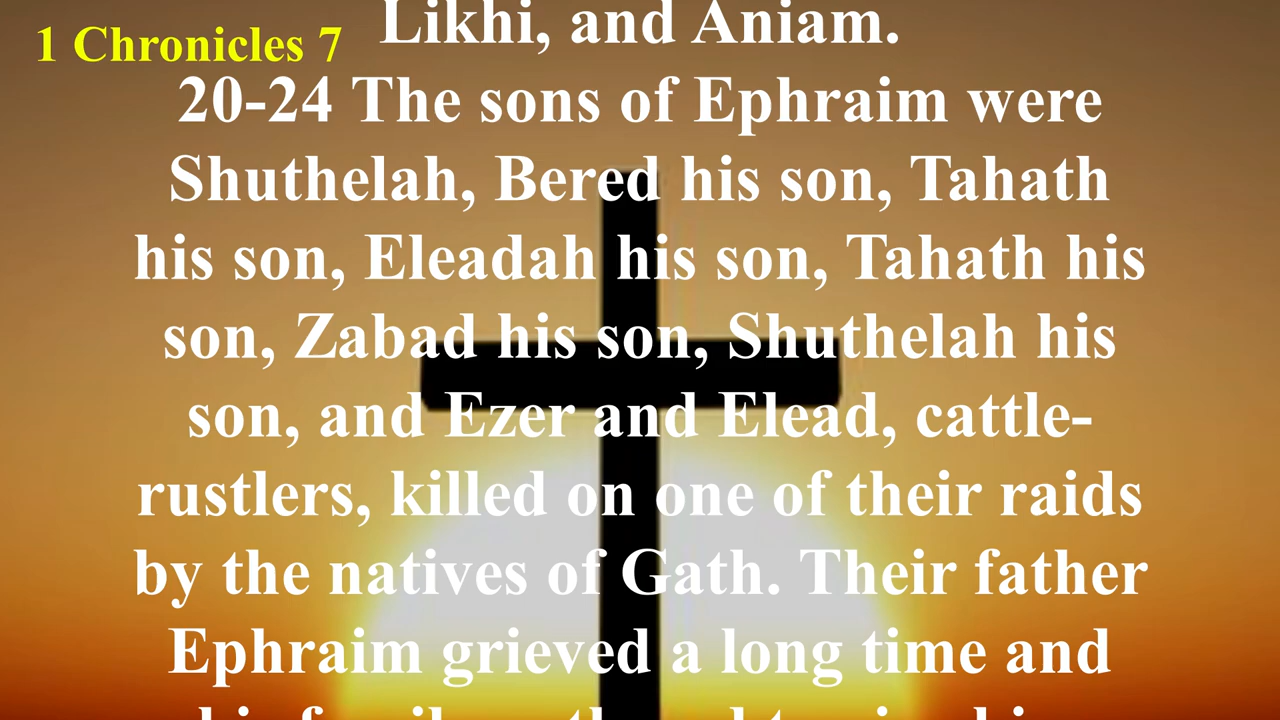 1 Chronicles 7
Likhi, and Aniam.
20-24 The sons of Ephraim were
Shuthelah, Bered his son, Tahath
his son, Eleadah his son, Tahath his
son, Zabad his son, Shuthelah his
son, and Ezer and Elead, cattle-
rustlers, killed on one of their raids
by the natives of Gath. Their father
Ephraim grieved a long time and